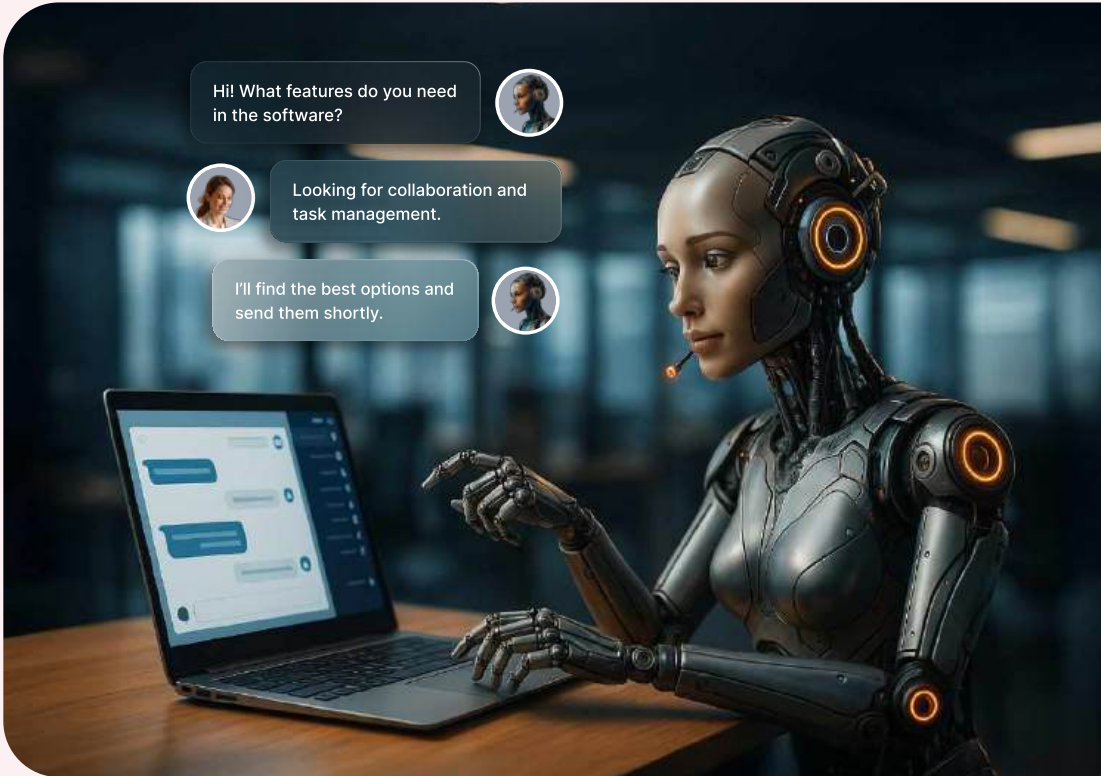 Hi! What features do you need
in the software?
Looking for collaboration and
task management.
I'll find the best options and
send them shortly.